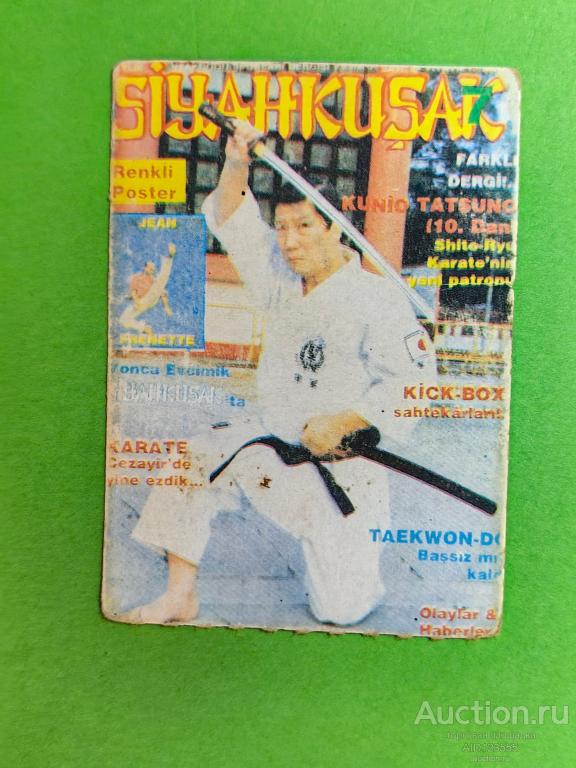 SİYAHKUŞAK
7
FARKLI
DERGİ.
Renkli
Poster
KUNIO TATSUNO
(10. Dan)
JEAN
Shito-Ryu
Karate'nin
yeni patronu
FRENETTE
Yonca Evcimik
SİYAHKUŞAK'ta
KİCK-BOX
sahtekarları
KARATE
Cezayir'de
yine ezdik...
TAEKWON-DO
Başsız mı
kaldı
Olaylar &
Haberler
Auction.ru